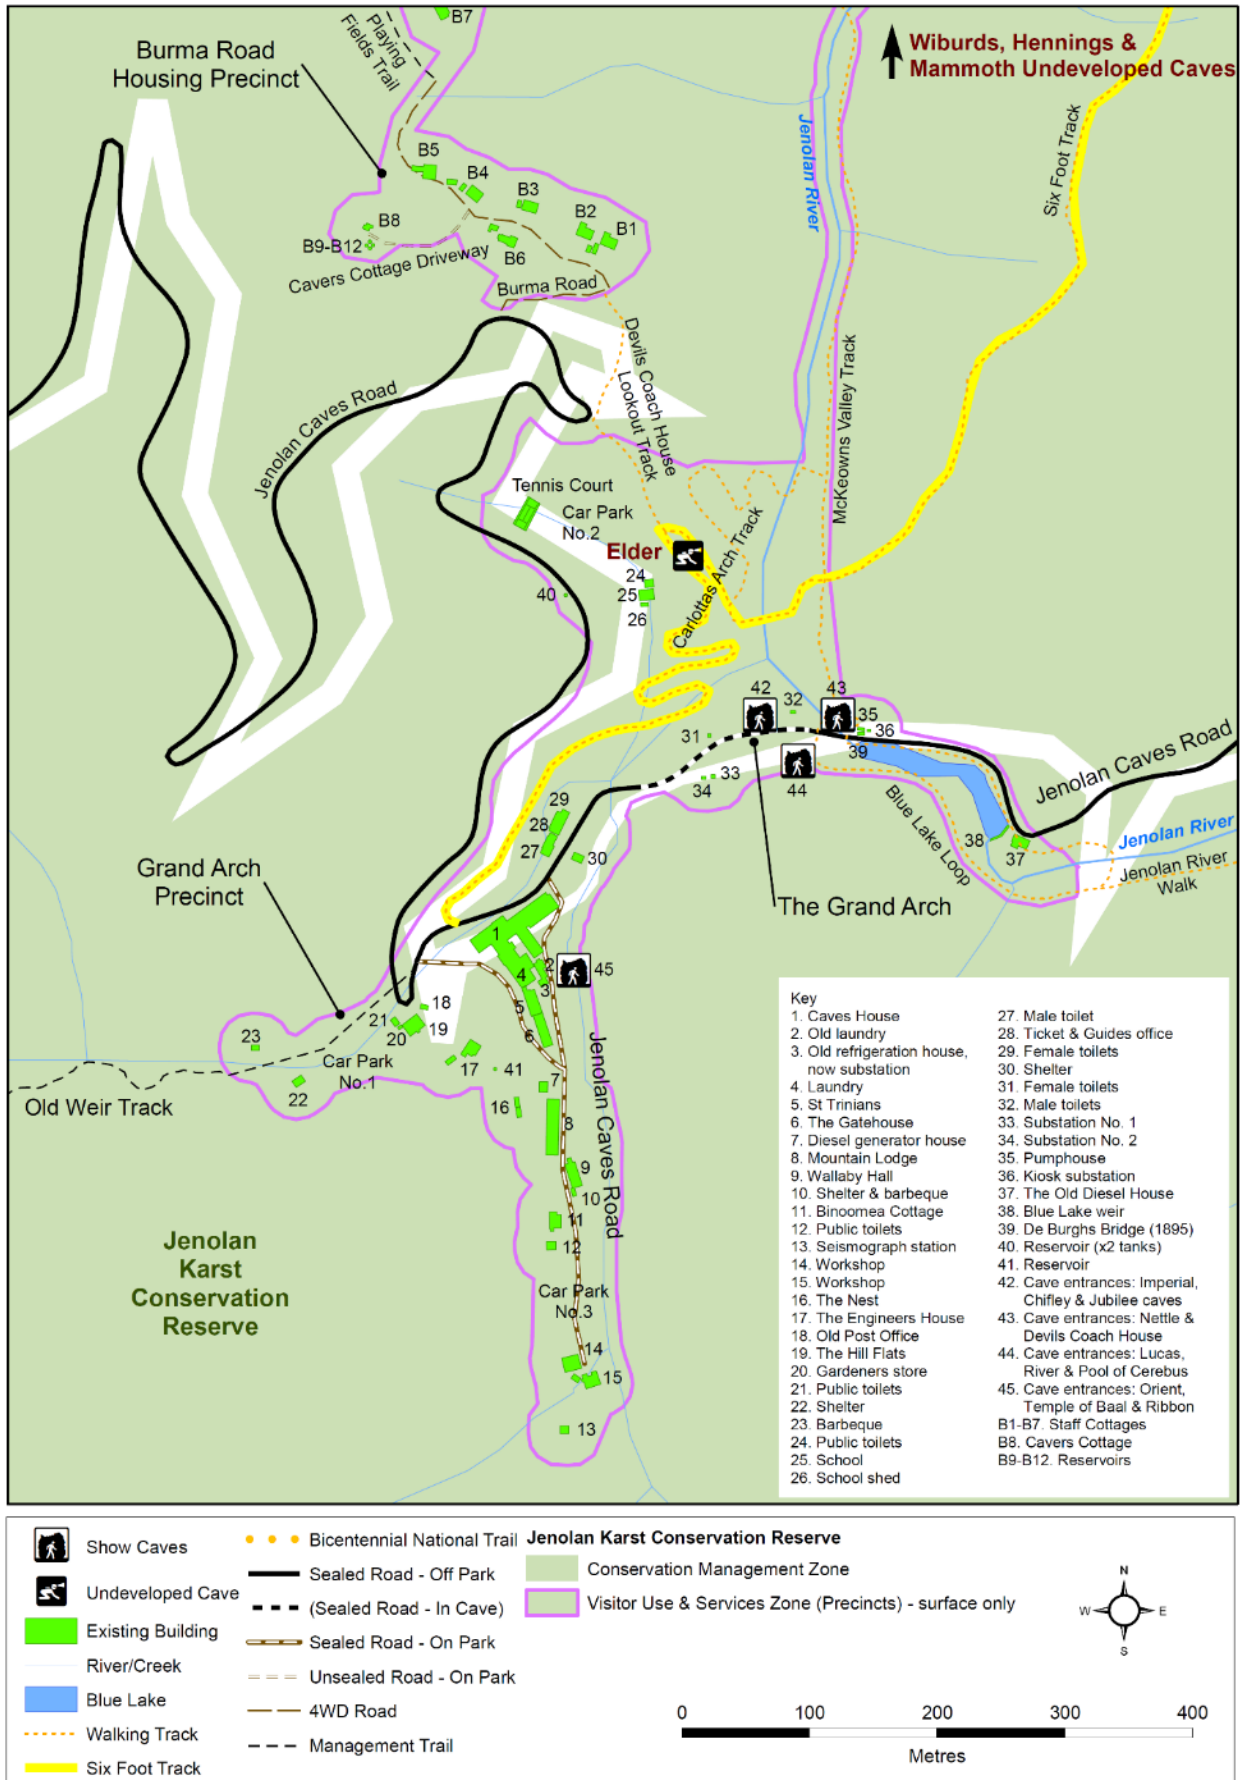 B7
Playing
Fields Trail
Burma Road
Housing Precinct
Wiburds, Hennings &
Mammoth Undeveloped Caves
Jenolan River
Six Foot Track
B5
B4
B3
B2
B1
B8
B9-B12
B6
Cavers Cottage Driveway
Burma Road
Devils Coach House
Lookout Track
McKeowns Valley Track
Jenolan Caves Road
Tennis Court
Car Park
No.2
Elder
Carlottas Arch Track
24
40
25
26
42
43
32
35
31
36
39
33
34
44
Jenolan Caves Road
29
28
27
30
Blue Lake Loop
38
37
Jenolan River
Jenolan River
Walk
Grand Arch
Precinct
The Grand Arch
1
2
4
3
45
5
6
18
21
19
20
23
Car Park
No.1
17
41
22
7
Old Weir Track
16
8
Jenolan Caves Road
9
10
11
12
Jenolan
Karst
Conservation
Reserve
Car Park
No.3
14
15
13
Key
1. Caves House
2. Old laundry
3. Old refrigeration house,
now substation
4. Laundry
5. St Trinians
6. The Gatehouse
7. Diesel generator house
8. Mountain Lodge
9. Wallaby Hall
10. Shelter & barbeque
11. Binoomea Cottage
12. Public toilets
13. Seismograph station
14. Workshop
15. Workshop
16. The Nest
17. The Engineers House
18. Old Post Office
19. The Hill Flats
20. Gardeners store
21. Public toilets
22. Shelter
23. Barbeque
24. Public toilets
25. School
26. School shed
27. Male toilet
28. Ticket & Guides office
29. Female toilets
30. Shelter
31. Female toilets
32. Male toilets
33. Substation No. 1
34. Substation No. 2
35. Pumphouse
36. Kiosk substation
37. The Old Diesel House
38. Blue Lake weir
39. De Burghs Bridge (1895)
40. Reservoir (x2 tanks)
41. Reservoir
42. Cave entrances: Imperial,
Chifley & Jubilee caves
43. Cave entrances: Nettle &
Devils Coach House
44. Cave entrances: Lucas,
River & Pool of Cerebus
45. Cave entrances: Orient,
Temple of Baal & Ribbon
B1-B7. Staff Cottages
B8. Cavers Cottage
B9-B12. Reservoirs
Show Caves
Undeveloped Cave
Existing Building
River/Creek
Blue Lake
Walking Track
Six Foot Track
Bicentennial National Trail
Sealed Road - Off Park
(Sealed Road - In Cave)
Sealed Road - On Park
Unsealed Road - On Park
4WD Road
Management Trail
Jenolan Karst Conservation Reserve
Conservation Management Zone
Visitor Use & Services Zone (Precincts) - surface only
N
W E
S
0 100 200 300 400
Metres